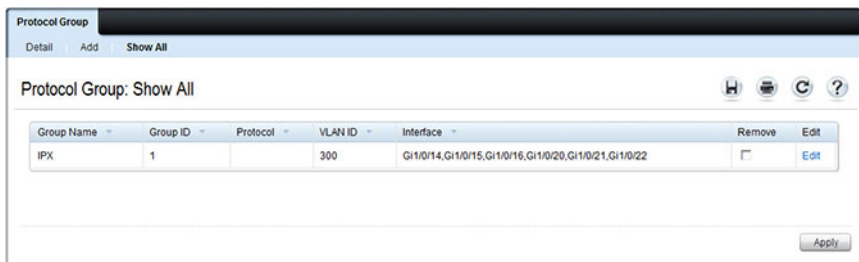 Protocol Group
Detail Add Show All
Protocol Group: Show All
Group Name Group ID Protocol VLAN ID Interface Remove Edit
IPX 1 300 Gi1/0/14,Gi1/0/15,Gi1/0/16,Gi1/0/20,Gi1/0/21,Gi1/0/22 Edit
Apply